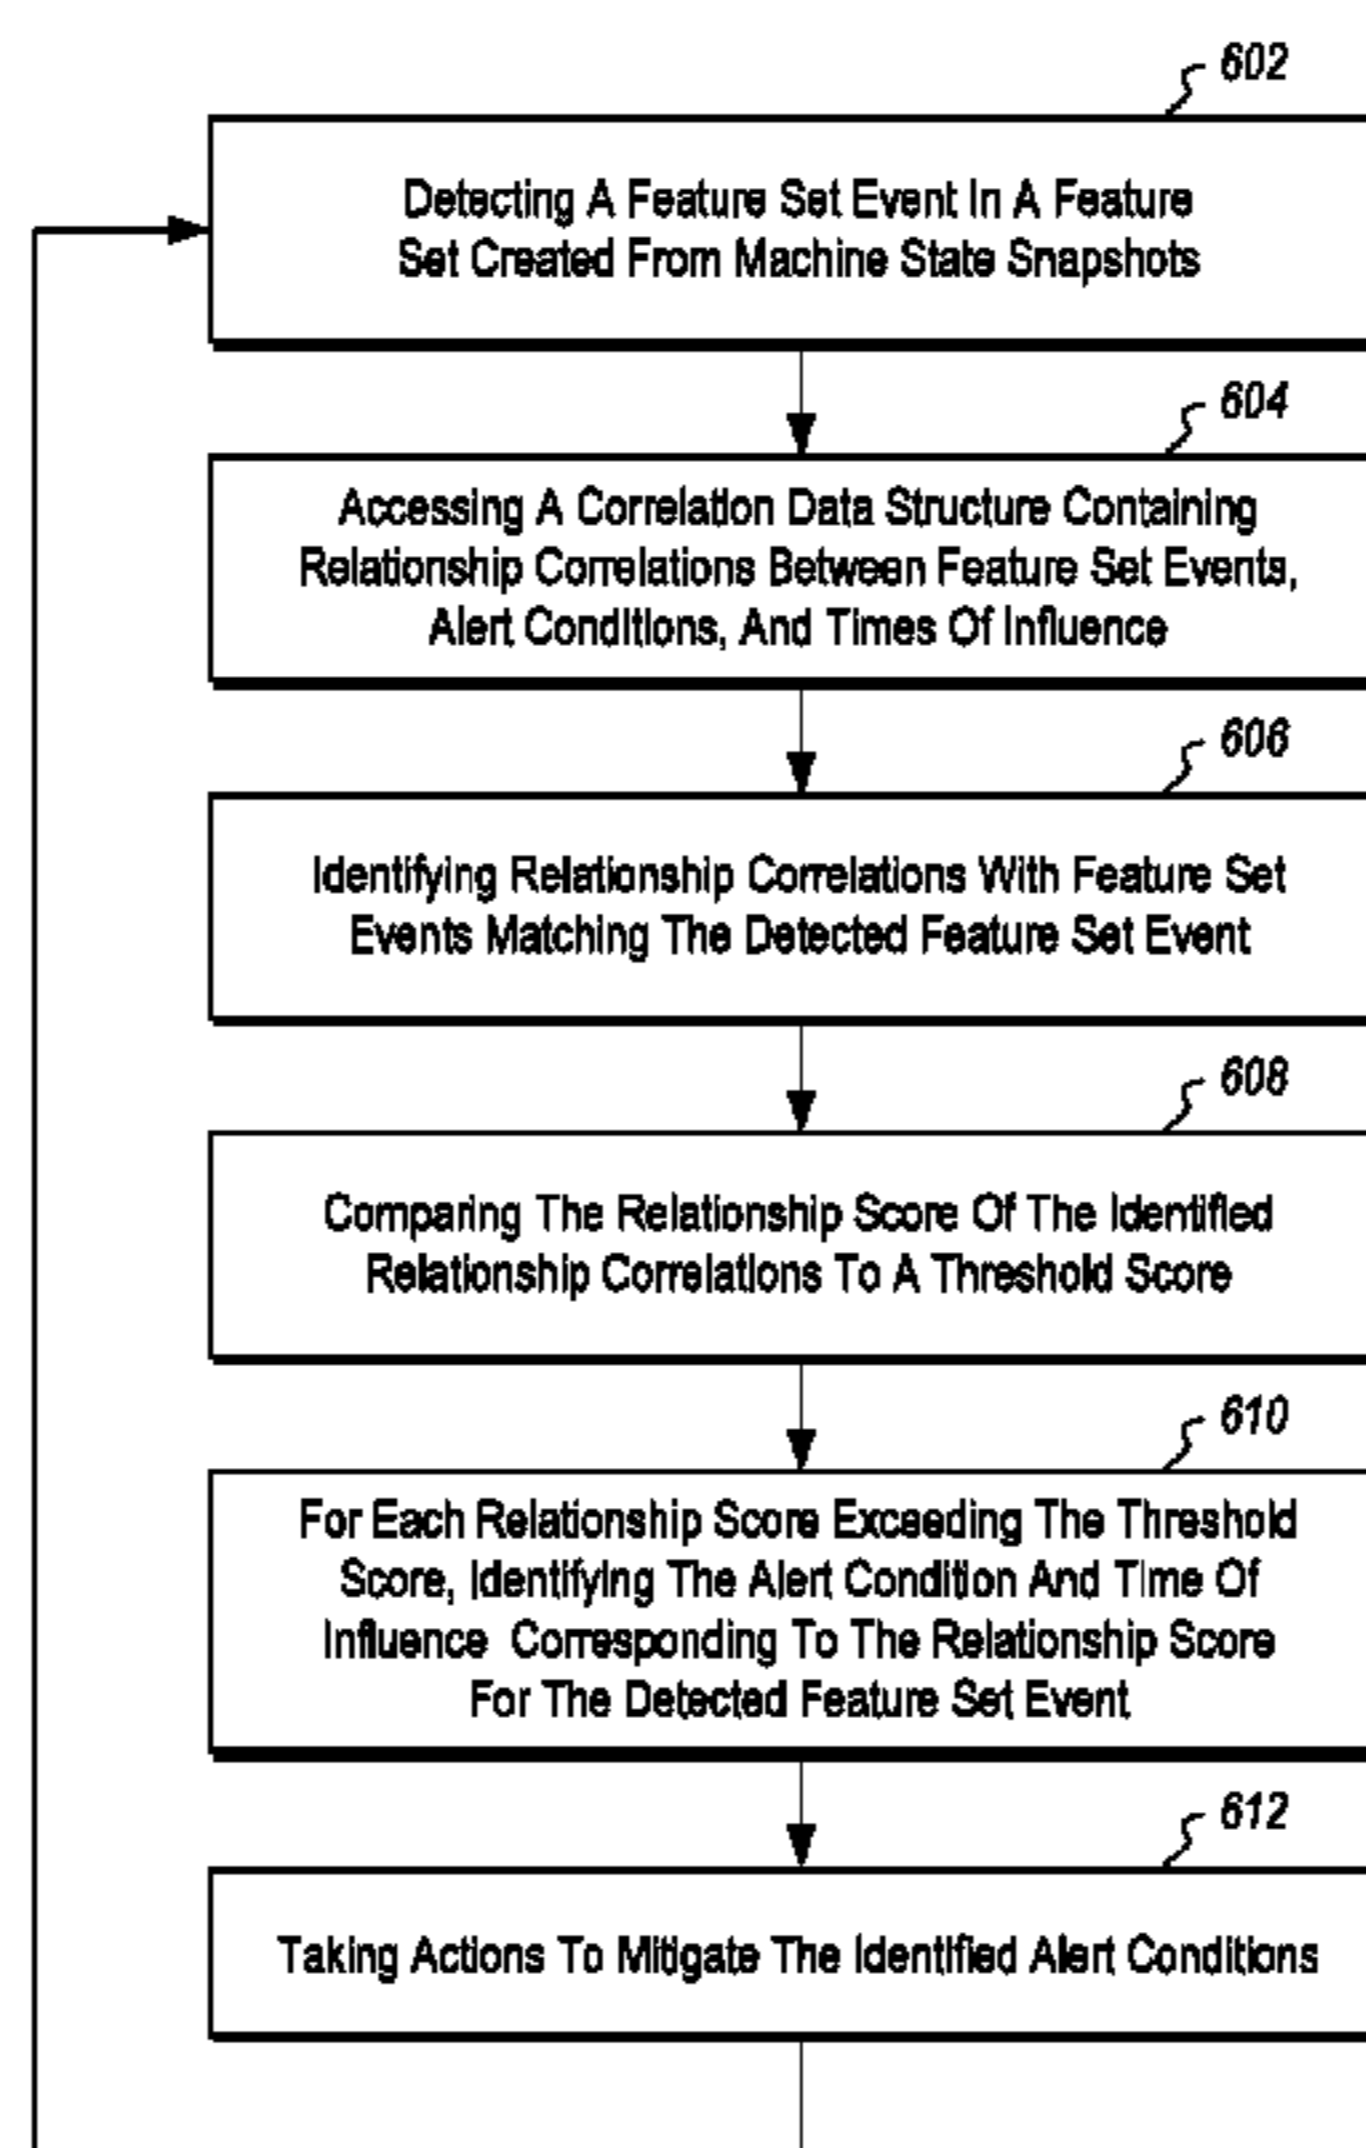 602
Detecting A Feature Set Event In A Feature
Set Created From Machine State Snapshots
604
Accessing A Correlation Data Structure Containing
Relationship Correlations Between Feature Set Events,
Alert Conditions, And Times Of Influence
606
Identifying Relationship Correlations With Feature Set
Events Matching The Detected Feature Set Event
608
Comparing The Relationship Score Of The Identified
Relationship Correlations To A Threshold Score
610
For Each Relationship Score Exceeding The Threshold
Score, Identifying The Alert Condition And Time Of
Influence Corresponding To The Relationship Score
For The Detected Feature Set Event
612
Taking Actions To Mitigate The Identified Alert Conditions